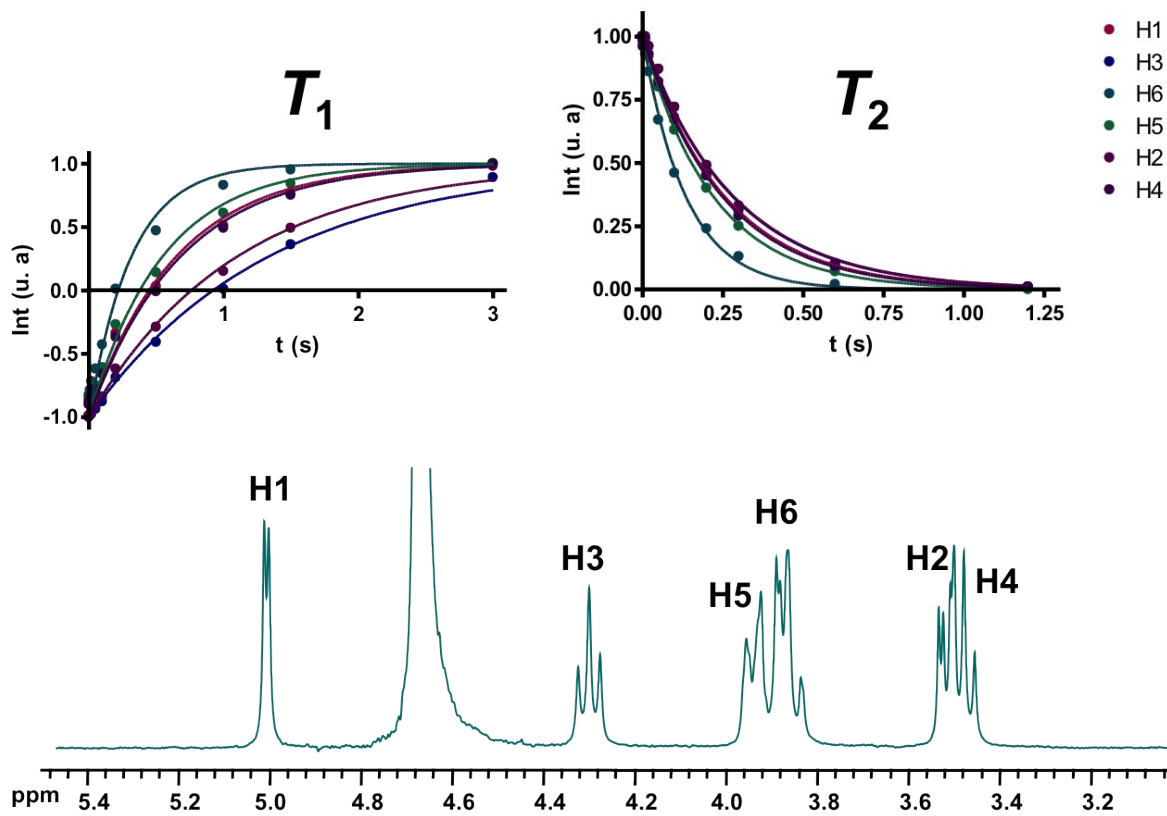 T1
Int (u. a)
1.0
0.5
0.0
-0.5
-1.0
1 2 3
t (s)
T2
Int (u. a)
1.00
0.75
0.50
0.25
0.00
0.00 0.25 0.50 0.75 1.00 1.25
t (s)
H1
H3
H6
H5
H2
H4
H1
H3
H5
H6
H2
H4
ppm 5.4 5.2 5.0 4.8 4.6 4.4 4.2 4.0 3.8 3.6 3.4 3.2